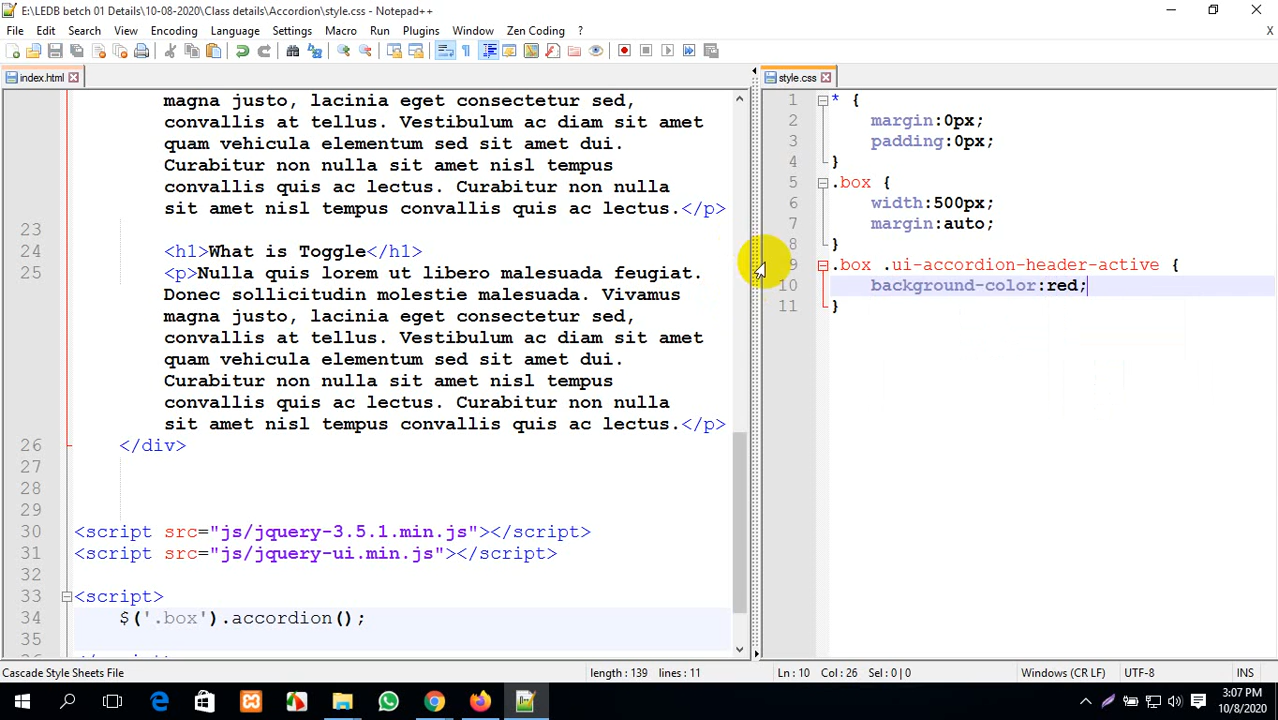 E:\LEDB betch 01 Details\10-08-2020\Class details\Accordion\style.css - Notepad++
File Edit Search View Encoding Language Settings Macro Run Plugins Window Zen Coding ? X
index.html
magna justo, lacinia eget consectetur sed,
convallis at tellus. Vestibulum ac diam sit amet
quam vehicula elementum sed sit amet dui.
Curabitur non nulla sit amet nisl tempus
convallis quis ac lectus. Curabitur non nulla
sit amet nisl tempus convallis quis ac lectus.</p>
23
24 <h1>What is Toggle</h1>
25 <p>Nulla quis lorem ut libero malesuada feugiat.
Donec sollicitudin molestie malesuada. Vivamus
magna justo, lacinia eget consectetur sed,
convallis at tellus. Vestibulum ac diam sit amet
quam vehicula elementum sed sit amet dui.
Curabitur non nulla sit amet nisl tempus
convallis quis ac lectus. Curabitur non nulla
sit amet nisl tempus convallis quis ac lectus.</p>
26 </div>
27
28
29
30 <script src="js/jquery-3.5.1.min.js"></script>
31 <script src="js/jquery-ui.min.js"></script>
32
33 <script>
34 $('.box').accordion();
35
style.css
1 * {
2 margin:0px;
3 padding:0px;
4 }
5 .box {
6 width:500px;
7 margin:auto;
8 }
9 .box .ui-accordion-header-active {
10 background-color:red;
11 }
Cascade Style Sheets File length : 139 lines : 11 Ln : 10 Col : 26 Sel : 0 | 0 Windows (CR LF) UTF-8 INS
3:07 PM
10/8/2020